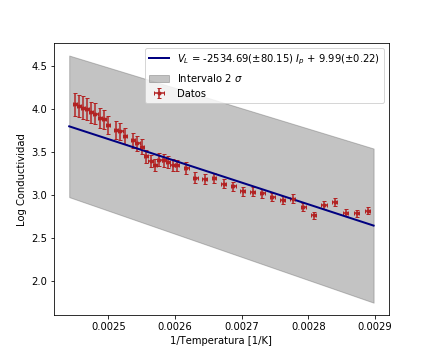 V_L = -2534.69(±80.15) I_p + 9.99(±0.22)
Intervalo 2 σ
Datos
Log Conductividad
4.5
4.0
3.5
3.0
2.5
2.0
0.0025 0.0026 0.0027 0.0028 0.0029
1/Temperatura [1/K]